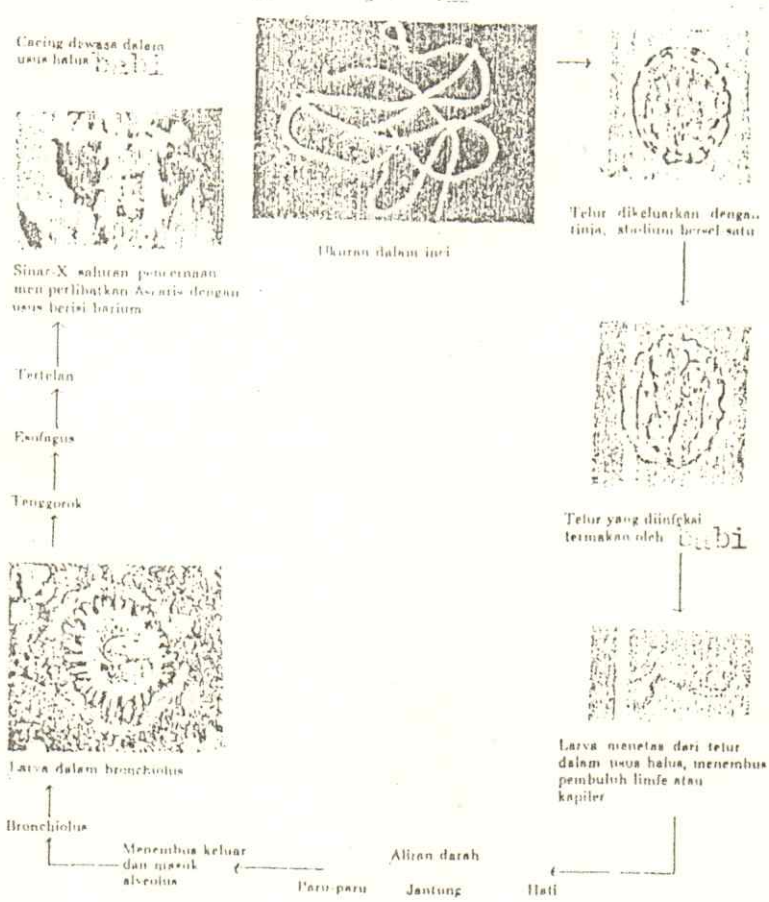 Cacing dewasa dalam
usus halus babi
Ukuran dalam inci
Telur dikeluarkan dengan
tinja, stadium bersel satu
Sinar-X saluran pencernaan
memperlibatkan Ascaris dengan
usus berisi barium
Tertelan
Esofagus
Tenggorok
Telur yang diinfeksi
termakan oleh babi
Larva dalam bronchiolus
Larva menetas dari telur
dalam usus halus, menembus
pembuluh limfe atau
kapiler
Bronchiolus
Menembus keluar
dan masuk
alveolus
Aliran darah
Paru-paru Jantung Hati